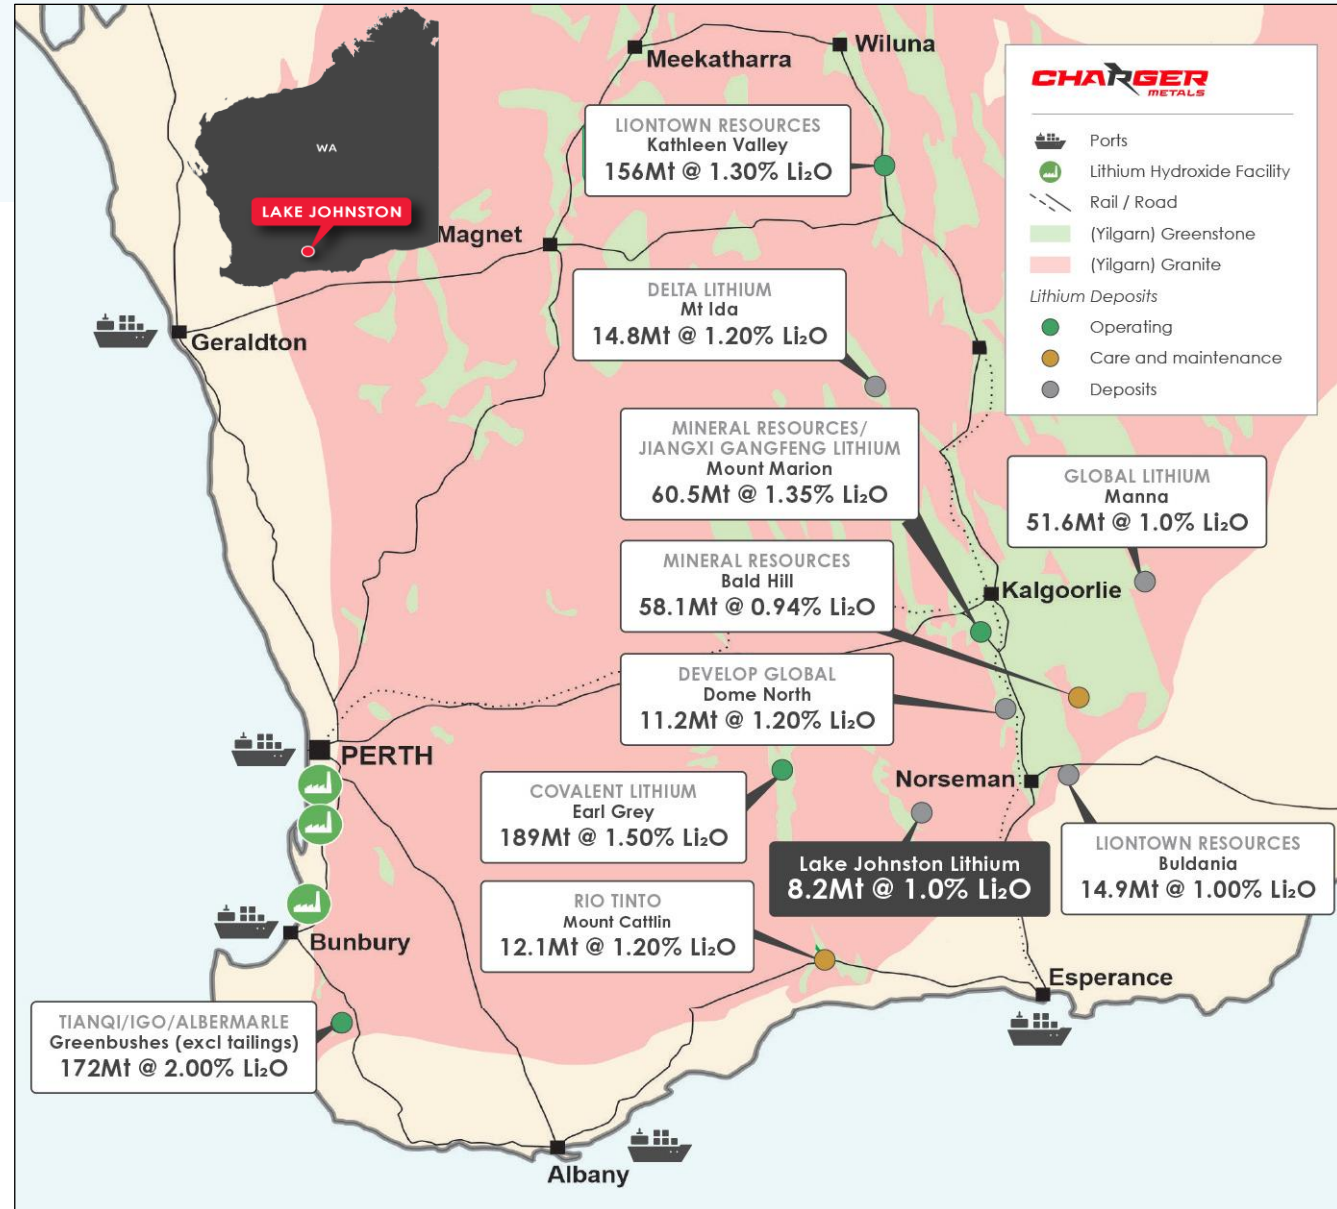 Meekatharra
Wiluna
CHARGER
METALS
Ports
Lithium Hydroxide Facility
Rail / Road
(Yilgarn) Greenstone
(Yilgarn) Granite
Lithium Deposits
Operating
Care and maintenance
Deposits
WA
LAKE JOHNSTON
LIONTOWN RESOURCES
Kathleen Valley
156Mt @ 1.30% Li₂O
Magnet
DELTA LITHIUM
Mt Ida
14.8Mt @ 1.20% Li₂O
Geraldton
MINERAL RESOURCES/
JIANGXI GANGFENG LITHIUM
Mount Marion
60.5Mt @ 1.35% Li₂O
GLOBAL LITHIUM
Manna
51.6Mt @ 1.0% Li₂O
MINERAL RESOURCES
Bald Hill
58.1Mt @ 0.94% Li₂O
Kalgoorlie
DEVELOP GLOBAL
Dome North
11.2Mt @ 1.20% Li₂O
PERTH
COVALENT LITHIUM
Earl Grey
189Mt @ 1.50% Li₂O
Norseman
Lake Johnston Lithium
8.2Mt @ 1.0% Li₂O
LIONTOWN RESOURCES
Buldania
14.9Mt @ 1.00% Li₂O
RIO TINTO
Mount Cattlin
12.1Mt @ 1.20% Li₂O
Bunbury
Esperance
TIANQI/IGO/ALBERMARLE
Greenbushes (excl tailings)
172Mt @ 2.00% Li₂O
Albany